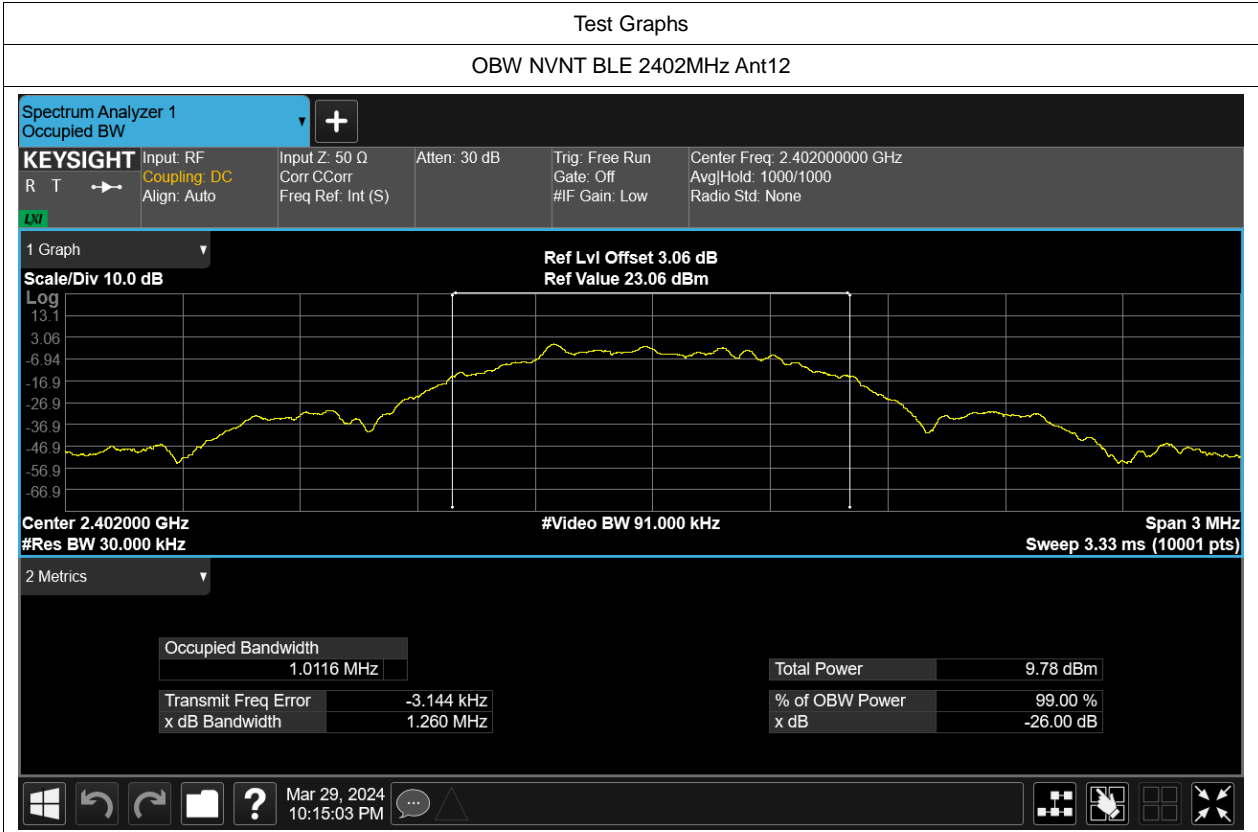 Test Graphs
OBW NVNT BLE 2402MHz Ant12
Spectrum Analyzer 1
Occupied BW
KEYSIGHT
R T
LXI
Input: RF
Coupling: DC
Align: Auto
Input Z: 50 Ω
Corr CCorr
Freq Ref: Int (S)
Atten: 30 dB
Trig: Free Run
Gate: Off
#IF Gain: Low
Center Freq: 2.402000000 GHz
Avg|Hold: 1000/1000
Radio Std: None
1 Graph
Scale/Div 10.0 dB
Ref Lvl Offset 3.06 dB
Ref Value 23.06 dBm
Log
13.1
3.06
-6.94
-16.9
-26.9
-36.9
-46.9
-56.9
-66.9
Center 2.402000 GHz
#Res BW 30.000 kHz
#Video BW 91.000 kHz
Span 3 MHz
Sweep 3.33 ms (10001 pts)
2 Metrics
Occupied Bandwidth
1.0116 MHz
Transmit Freq Error -3.144 kHz
x dB Bandwidth 1.260 MHz
Total Power 9.78 dBm
% of OBW Power 99.00 %
x dB -26.00 dB
?
Mar 29, 2024
10:15:03 PM